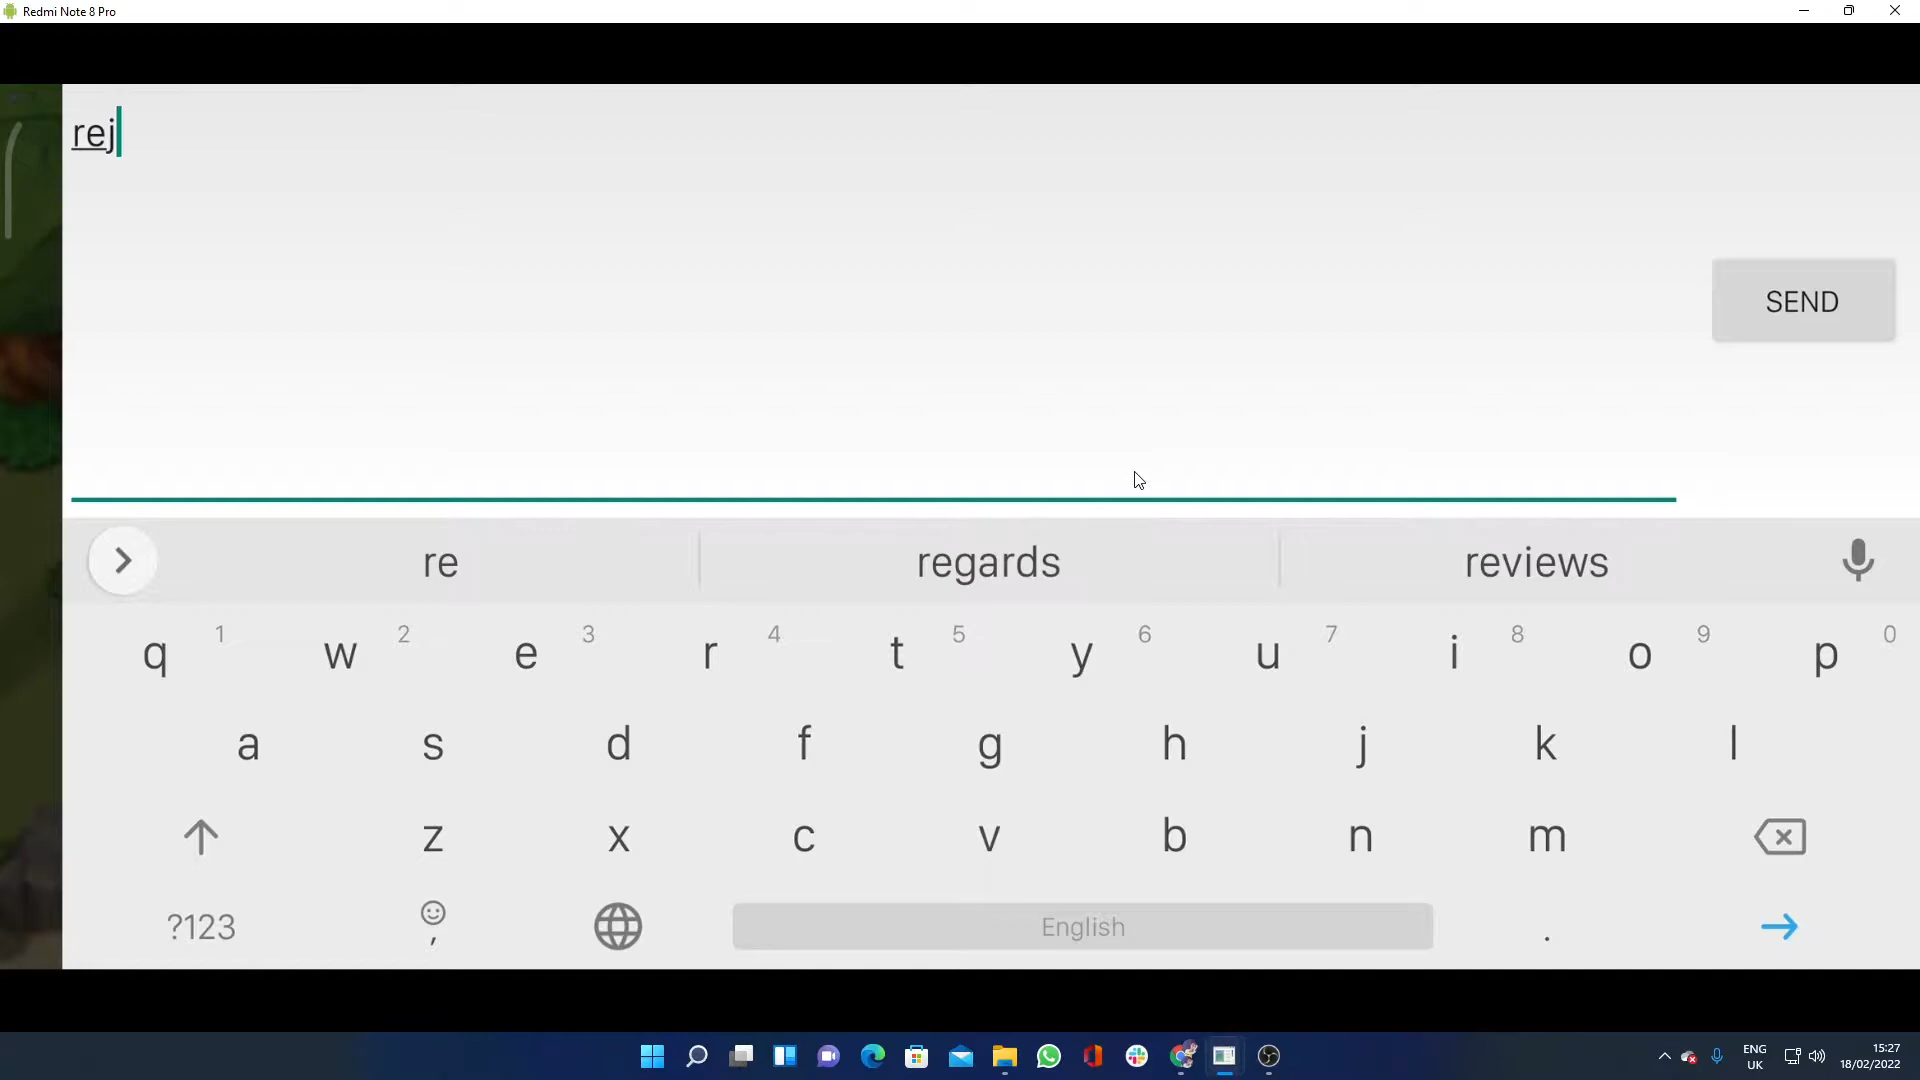 Redmi Note 8 Pro
rej
SEND
re regards reviews
q 1 w 2 e 3 r 4 t 5 y 6 u 7 i 8 o 9 p 0
a s d f g h j k l
z x c v b n m
?123 , English .
ENG 15:27
UK 18/02/2022